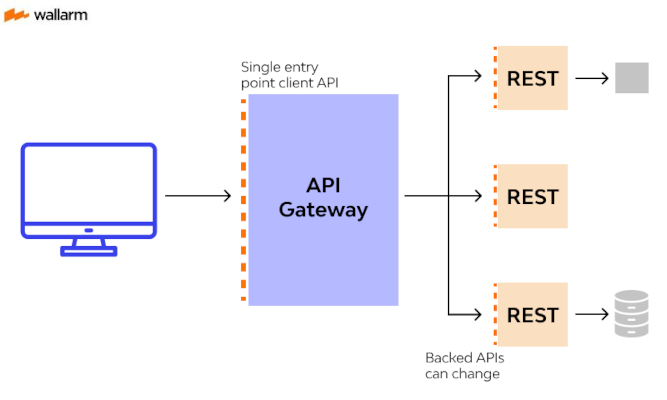 wallarm
Single entry
point client API
API
Gateway
REST
REST
REST
Backed APIs
can change